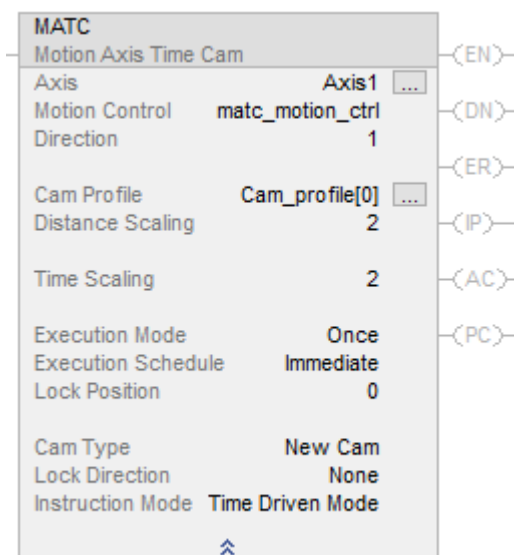 MATC
Motion Axis Time Cam
Axis Axis1 ...
Motion Control matc_motion_ctrl
Direction 1
Cam Profile Cam_profile[0] ...
Distance Scaling 2
Time Scaling 2
Execution Mode Once
Execution Schedule Immediate
Lock Position 0
Cam Type New Cam
Lock Direction None
Instruction Mode Time Driven Mode
(EN)
(DN)
(ER)
(IP)
(AC)
(PC)